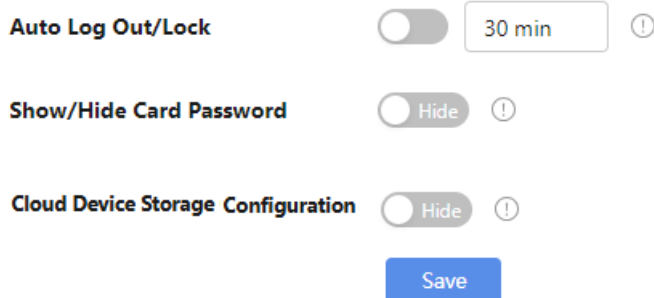 Auto Log Out/Lock 30 min
Show/Hide Card Password Hide
Cloud Device Storage Configuration Hide
Save